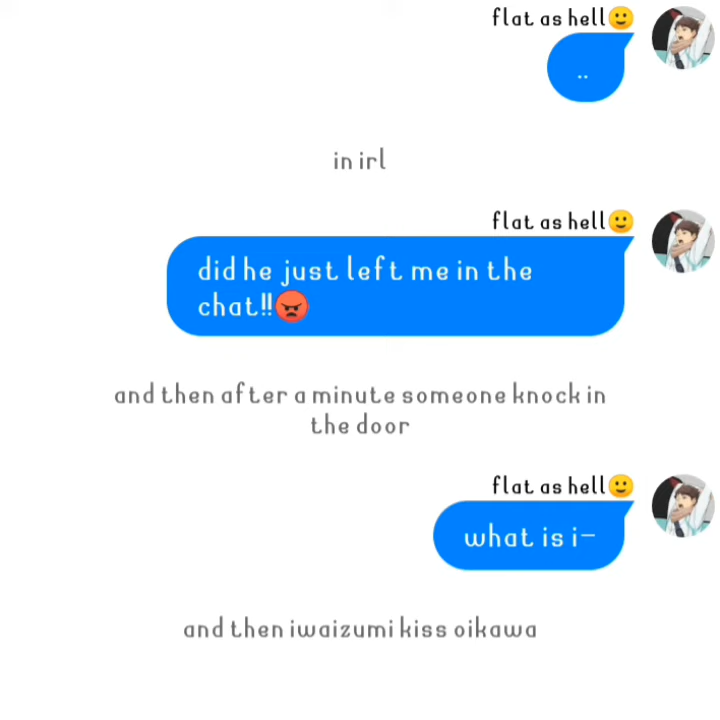 flat as hell🙂
..
in irl
flat as hell🙂
did he just left me in the
chat!!😡
and then after a minute someone knock in
the door
flat as hell🙂
what is i-
and then iwaizumi kiss oikawa